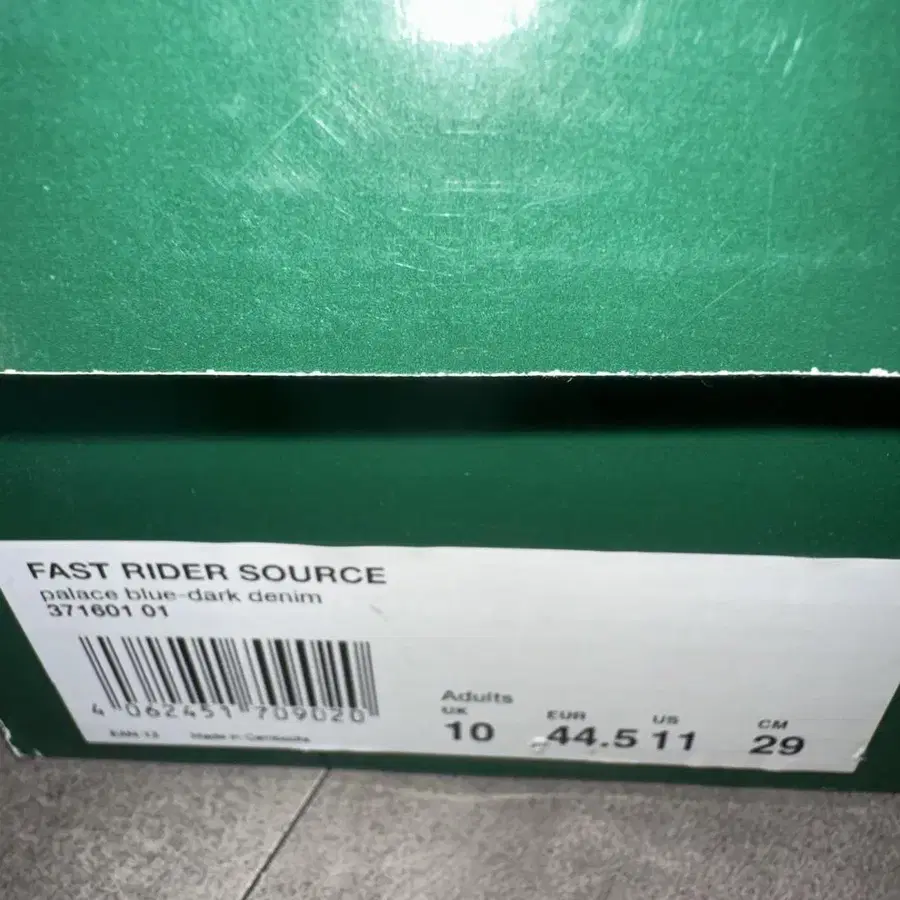 FAST RIDER SOURCE
palace blue-dark denim
371601 01
4 062451 709020
EAN 13 Made in Cambodia
Adults
UK EUR US CM
10 44.5 11 29